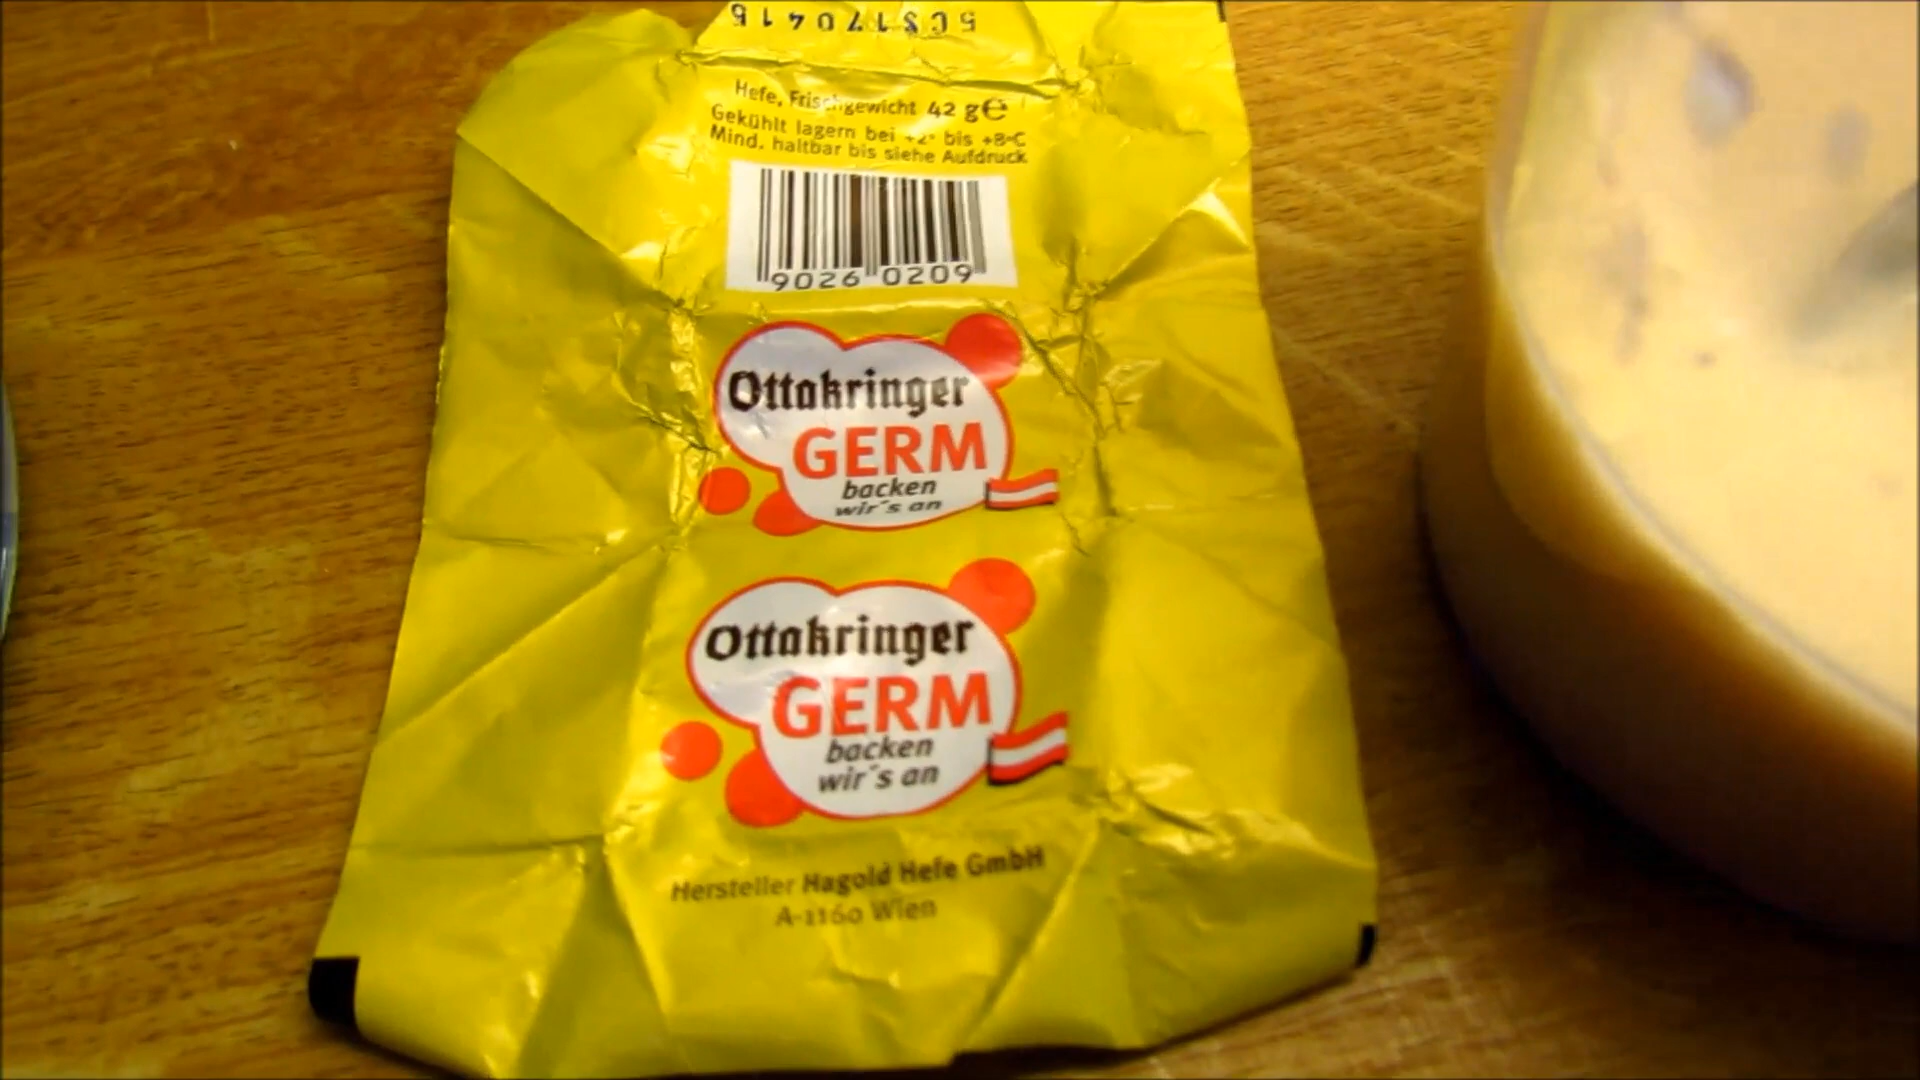 5CS170415
Hefe, Frischgewicht 42 g℮
Gekühlt lagern bei +2° bis +8°C
Mind. haltbar bis siehe Aufdruck
9026 0209
Ottakringer
GERM
backen
wir´s an
Ottakringer
GERM
backen
wir´s an
Hersteller Hagold Hefe GmbH
A-1160 Wien